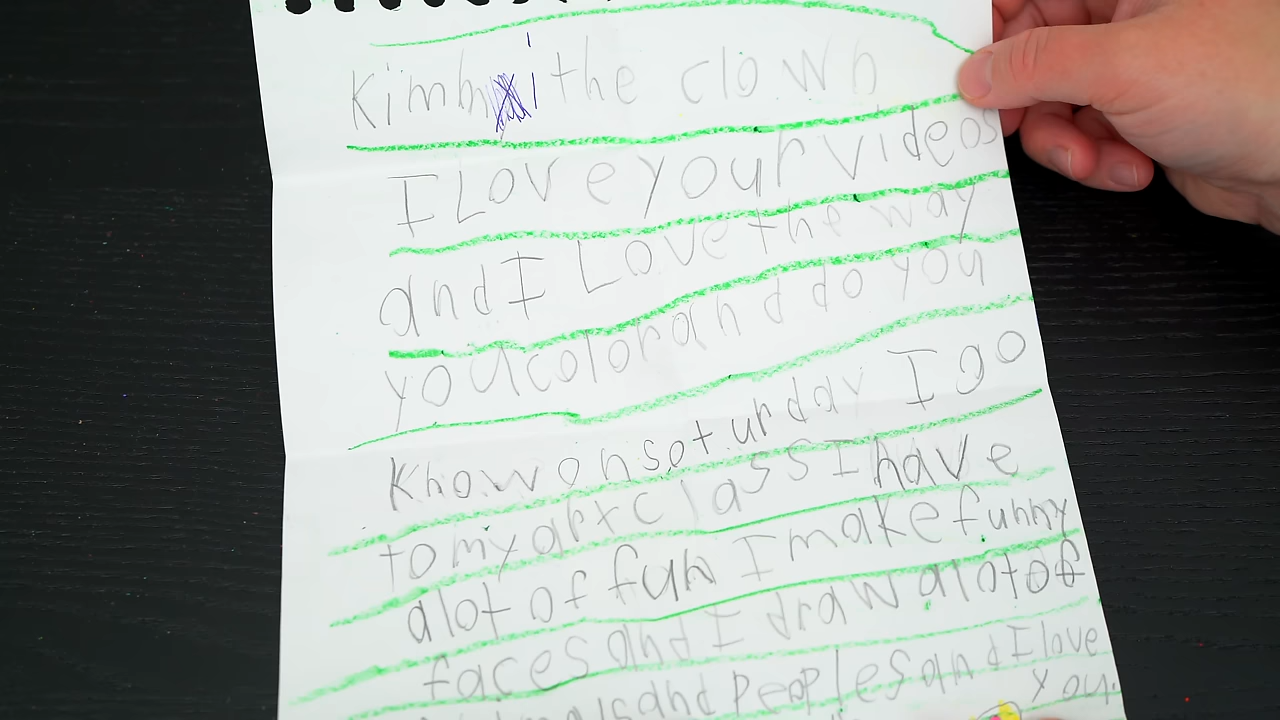 Kimmi the clown
I Love your videos
and I Love the way
you color and do you
know on saturday I go
to my art class I have
alot of fun I make funny
faces and I draw alot of
and peoples and I love
you.